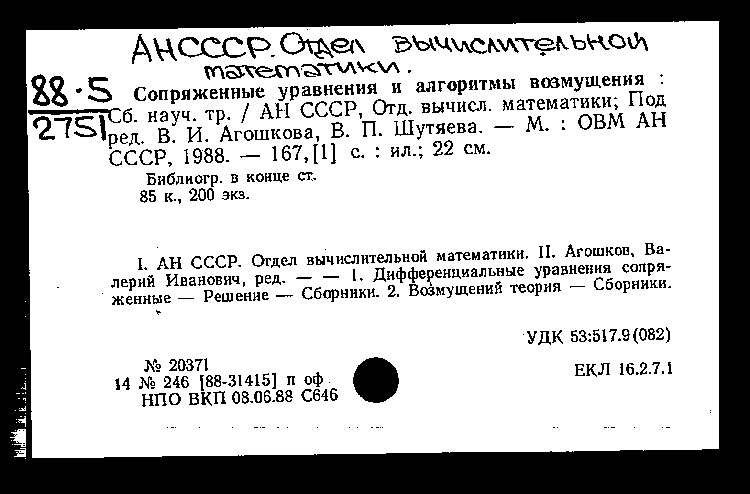 АН СССР. Отдел вычислительной
математики.
88·5
2751
Сопряженные уравнения и алгоритмы возмущения :
Сб. науч. тр. / АН СССР, Отд. вычисл. математики; Под
ред. В. И. Агошкова, В. П. Шутяева. — М. : ОВМ АН
СССР, 1988. — 167,[1] с. : ил.; 22 см.
Библиогр. в конце ст.
85 к., 200 экз.
I. АН СССР. Отдел вычислительной математики. II. Агошков, Ва-
лерий Иванович, ред. — — 1. Дифференциальные уравнения сопря-
женные — Решение — Сборники. 2. Возмущений теория — Сборники.
УДК 53:517.9(082)
№ 20371
14 № 246 [88-31415] п оф
ЕКЛ 16.2.7.1
НПО ВКП 08.06.88 С646